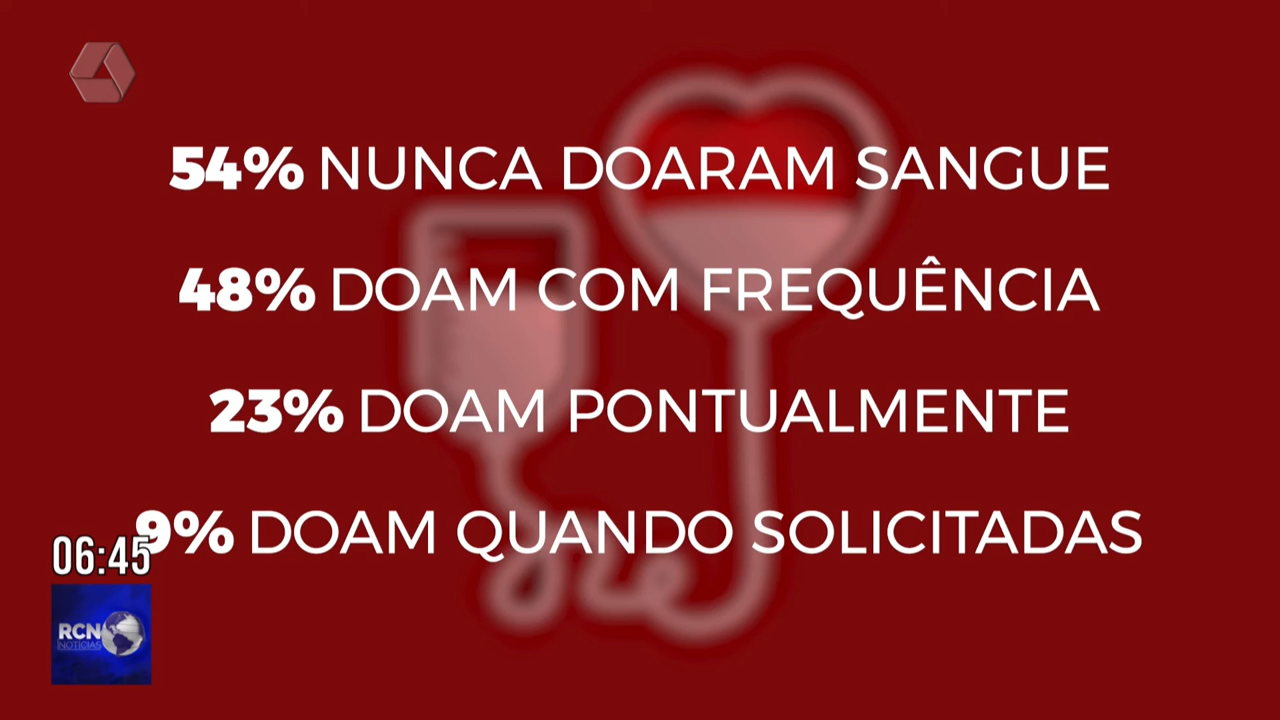 54% NUNCA DOARAM SANGUE
48% DOAM COM FREQUÊNCIA
23% DOAM PONTUALMENTE
9% DOAM QUANDO SOLICITADAS
06:45
RCN
NOTÍCIAS